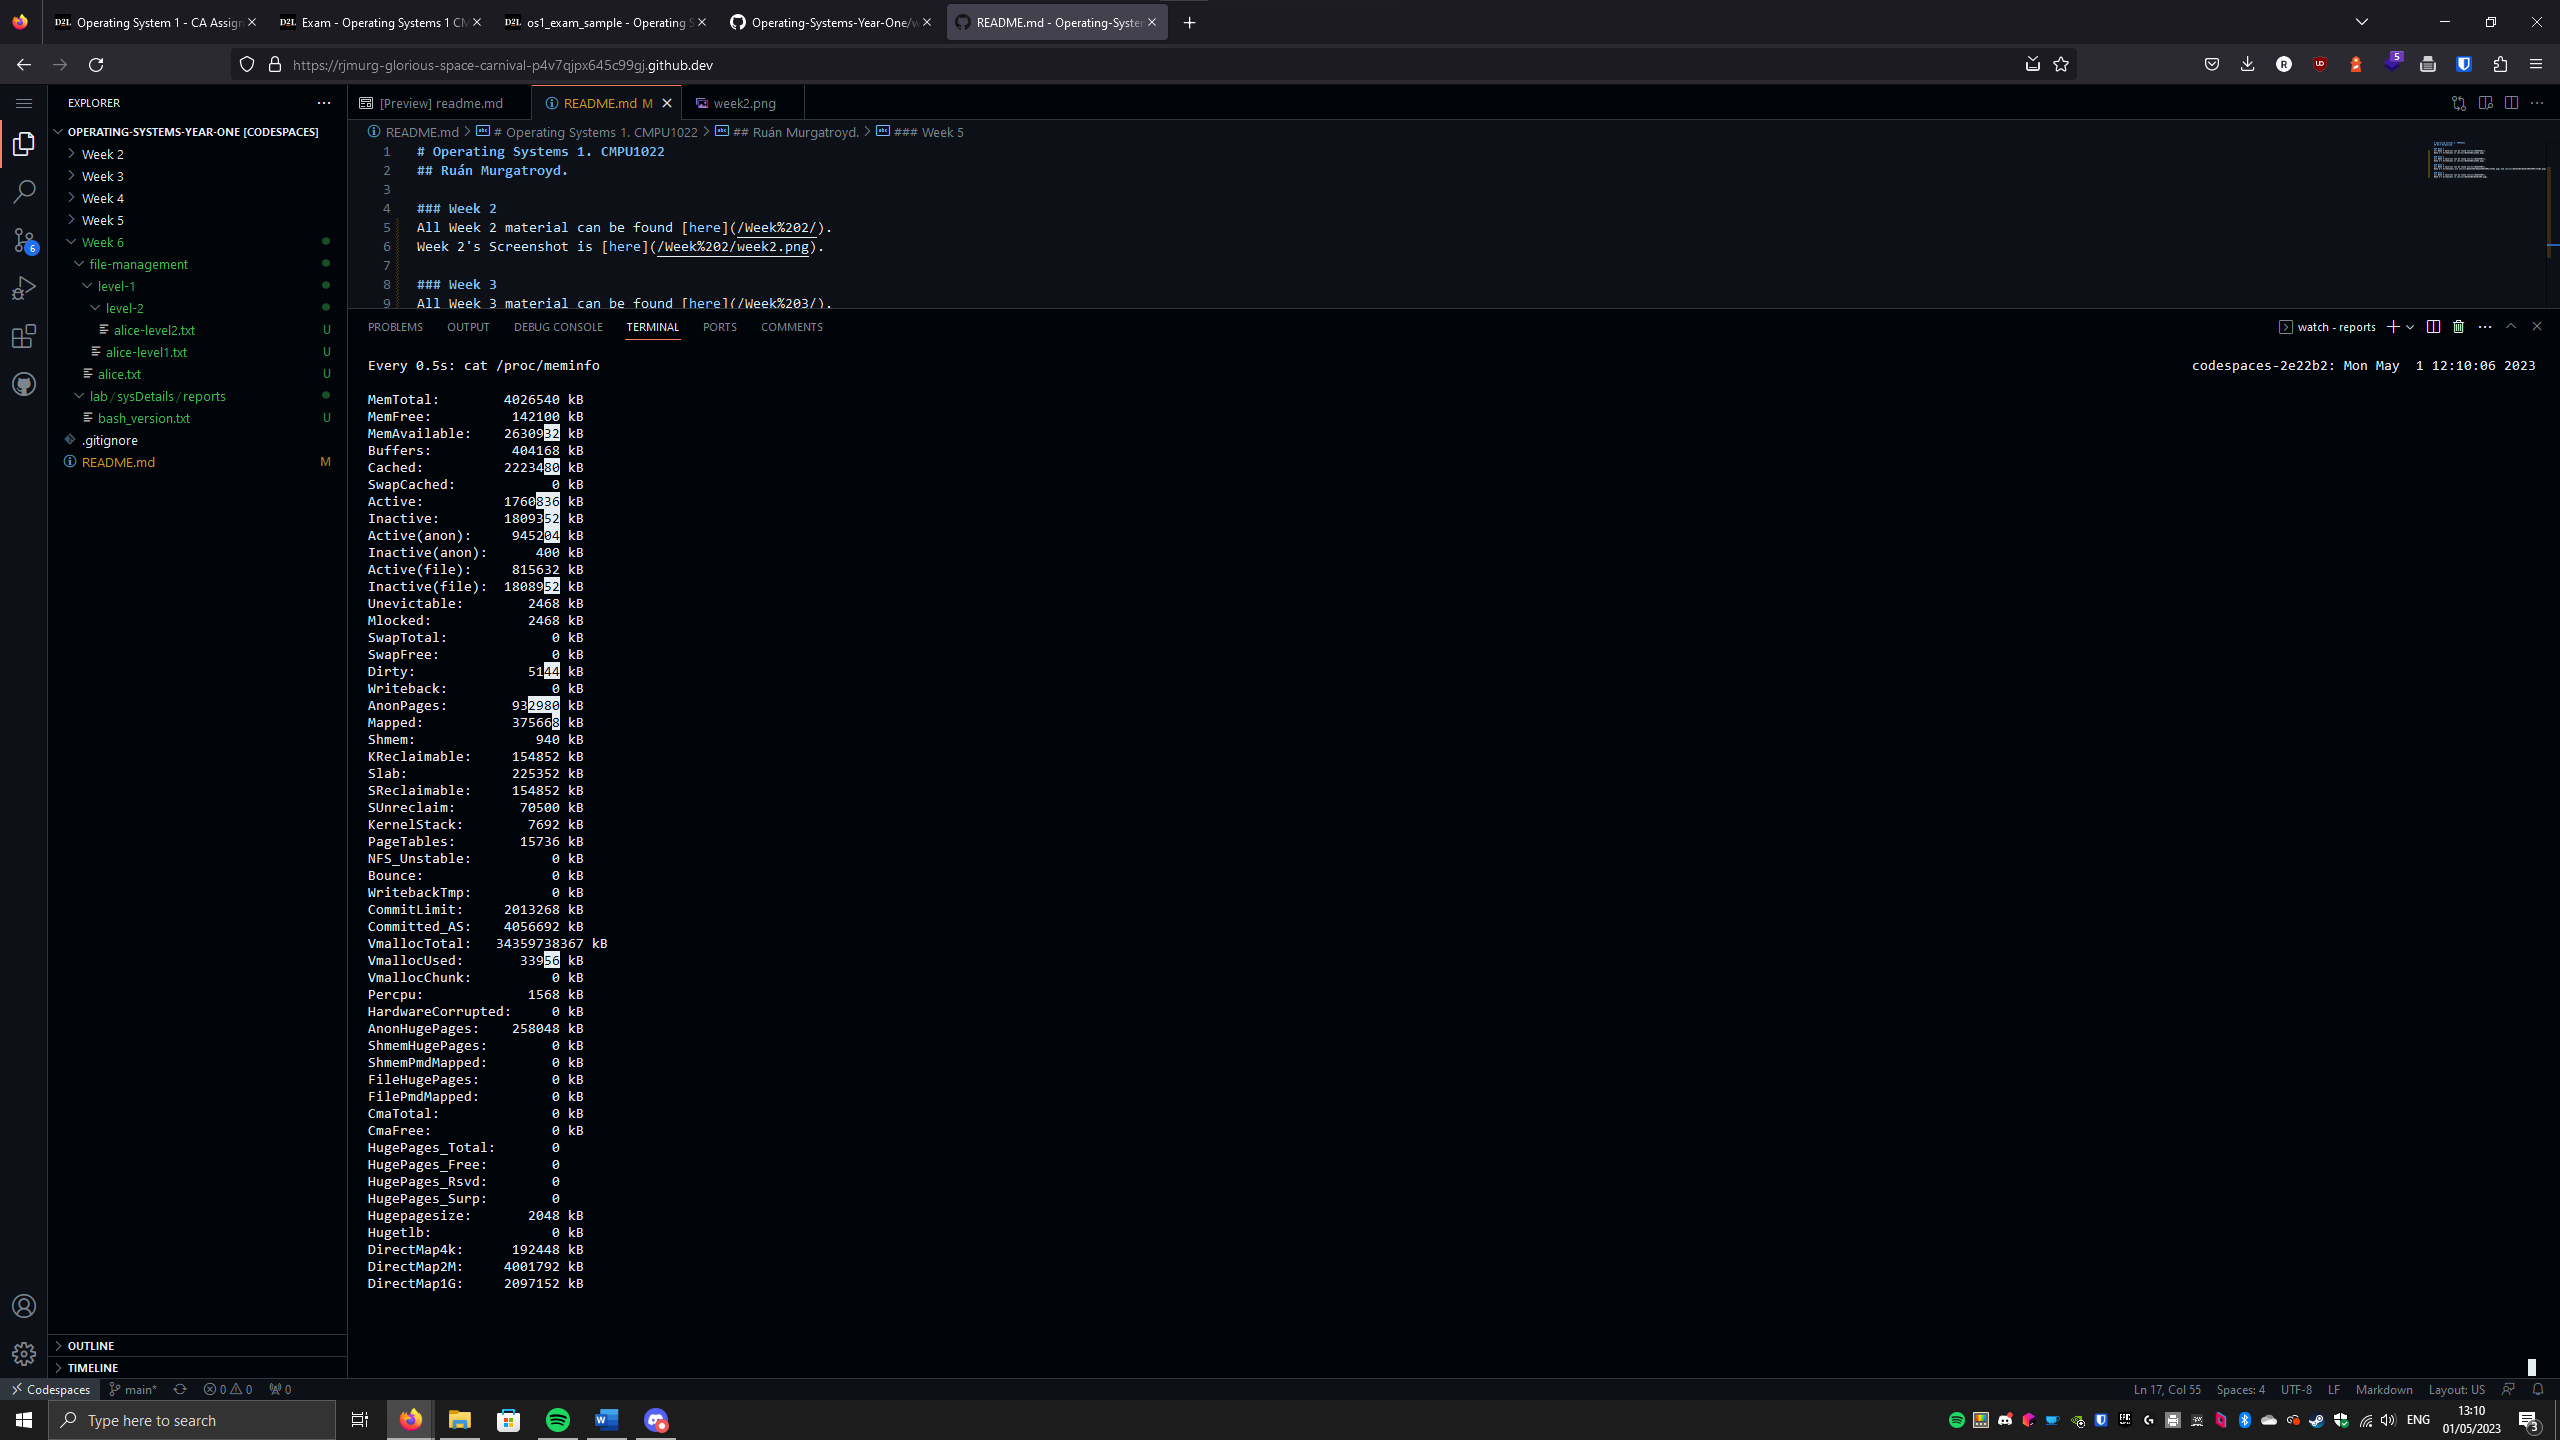 Operating System 1 - CA Assign
Exam - Operating Systems 1 CM
os1_exam_sample - Operating S
Operating-Systems-Year-One/w
README.md - Operating-System
https://rjmurg-glorious-space-carnival-p4v7qjpx645c99gj.github.dev
5
EXPLORER
OPERATING-SYSTEMS-YEAR-ONE [CODESPACES]
Week 2
Week 3
Week 4
Week 5
Week 6
file-management
level-1
level-2
alice-level2.txt U
alice-level1.txt U
alice.txt U
lab / sysDetails / reports
bash_version.txt U
.gitignore
README.md M
6
OUTLINE
TIMELINE
[Preview] readme.md
README.md M
week2.png
README.md > # Operating Systems 1. CMPU1022 > ## Ruán Murgatroyd. > ### Week 5
1 # Operating Systems 1. CMPU1022
2 ## Ruán Murgatroyd.
3
4 ### Week 2
5 All Week 2 material can be found [here](/Week%202/).
6 Week 2's Screenshot is [here](/Week%202/week2.png).
7
8 ### Week 3
9 All Week 3 material can be found [here](/Week%203/).
PROBLEMS OUTPUT DEBUG CONSOLE TERMINAL PORTS COMMENTS
watch - reports
Every 0.5s: cat /proc/meminfo codespaces-2e22b2: Mon May  1 12:10:06 2023
MemTotal: 4026540 kB
MemFree: 142100 kB
MemAvailable: 2630932 kB
Buffers: 404168 kB
Cached: 2223480 kB
SwapCached: 0 kB
Active: 1760836 kB
Inactive: 1809352 kB
Active(anon): 945204 kB
Inactive(anon): 400 kB
Active(file): 815632 kB
Inactive(file): 1808952 kB
Unevictable: 2468 kB
Mlocked: 2468 kB
SwapTotal: 0 kB
SwapFree: 0 kB
Dirty: 5144 kB
Writeback: 0 kB
AnonPages: 932980 kB
Mapped: 375668 kB
Shmem: 940 kB
KReclaimable: 154852 kB
Slab: 225352 kB
SReclaimable: 154852 kB
SUnreclaim: 70500 kB
KernelStack: 7692 kB
PageTables: 15736 kB
NFS_Unstable: 0 kB
Bounce: 0 kB
WritebackTmp: 0 kB
CommitLimit: 2013268 kB
Committed_AS: 4056692 kB
VmallocTotal: 34359738367 kB
VmallocUsed: 33956 kB
VmallocChunk: 0 kB
Percpu: 1568 kB
HardwareCorrupted: 0 kB
AnonHugePages: 258048 kB
ShmemHugePages: 0 kB
ShmemPmdMapped: 0 kB
FileHugePages: 0 kB
FilePmdMapped: 0 kB
CmaTotal: 0 kB
CmaFree: 0 kB
HugePages_Total: 0
HugePages_Free: 0
HugePages_Rsvd: 0
HugePages_Surp: 0
Hugepagesize: 2048 kB
Hugetlb: 0 kB
DirectMap4k: 192448 kB
DirectMap2M: 4001792 kB
DirectMap1G: 2097152 kB
Codespaces main* 0 0 0
Ln 17, Col 55 Spaces: 4 UTF-8 LF Markdown Layout: US
Type here to search
ENG
13:10
01/05/2023
3